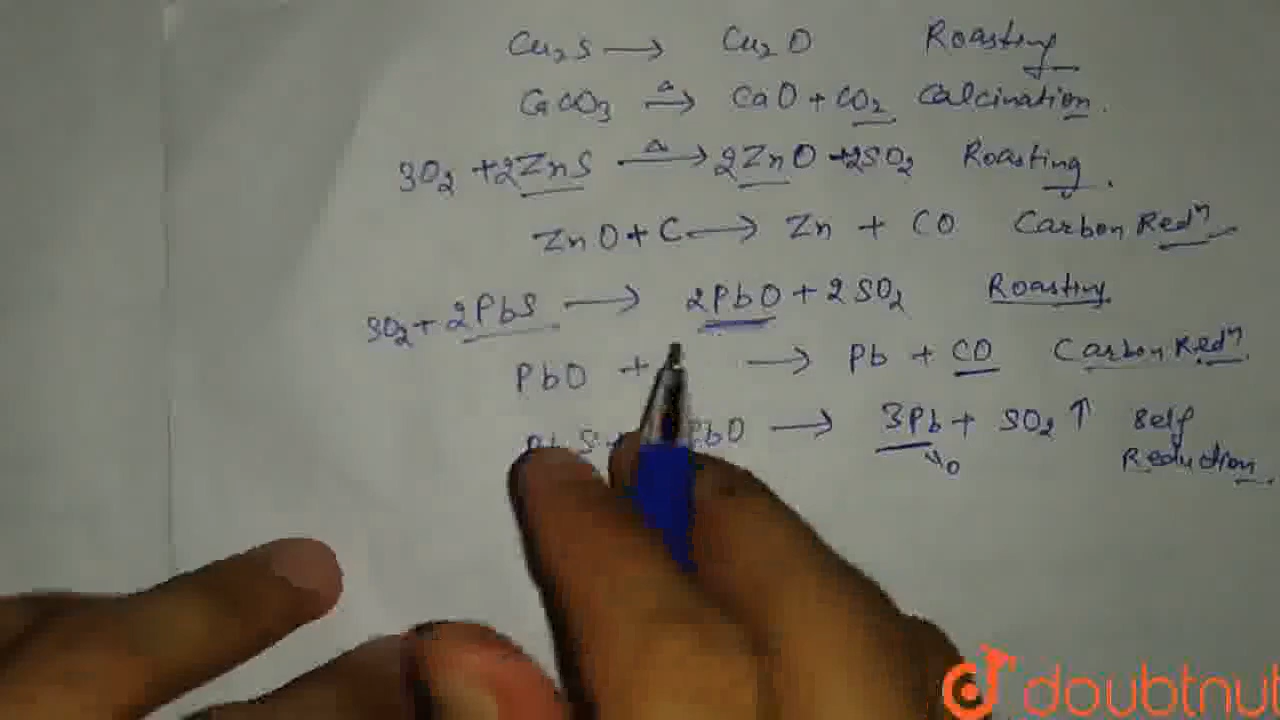 Cu₂S → Cu₂O Roasting
CaCO₃ →Δ CaO + CO₂ Calcination.
3O₂ + 2ZnS →Δ 2ZnO + 2SO₂ Roasting.
ZnO + C → Zn + CO Carbon Redⁿ
3O₂ + 2PbS → 2PbO + 2SO₂ Roasting
PbO + → Pb + CO Carbon Redⁿ
PbS + PbO → 3Pb + SO₂ ↑ Self
Reduction
doubtnut